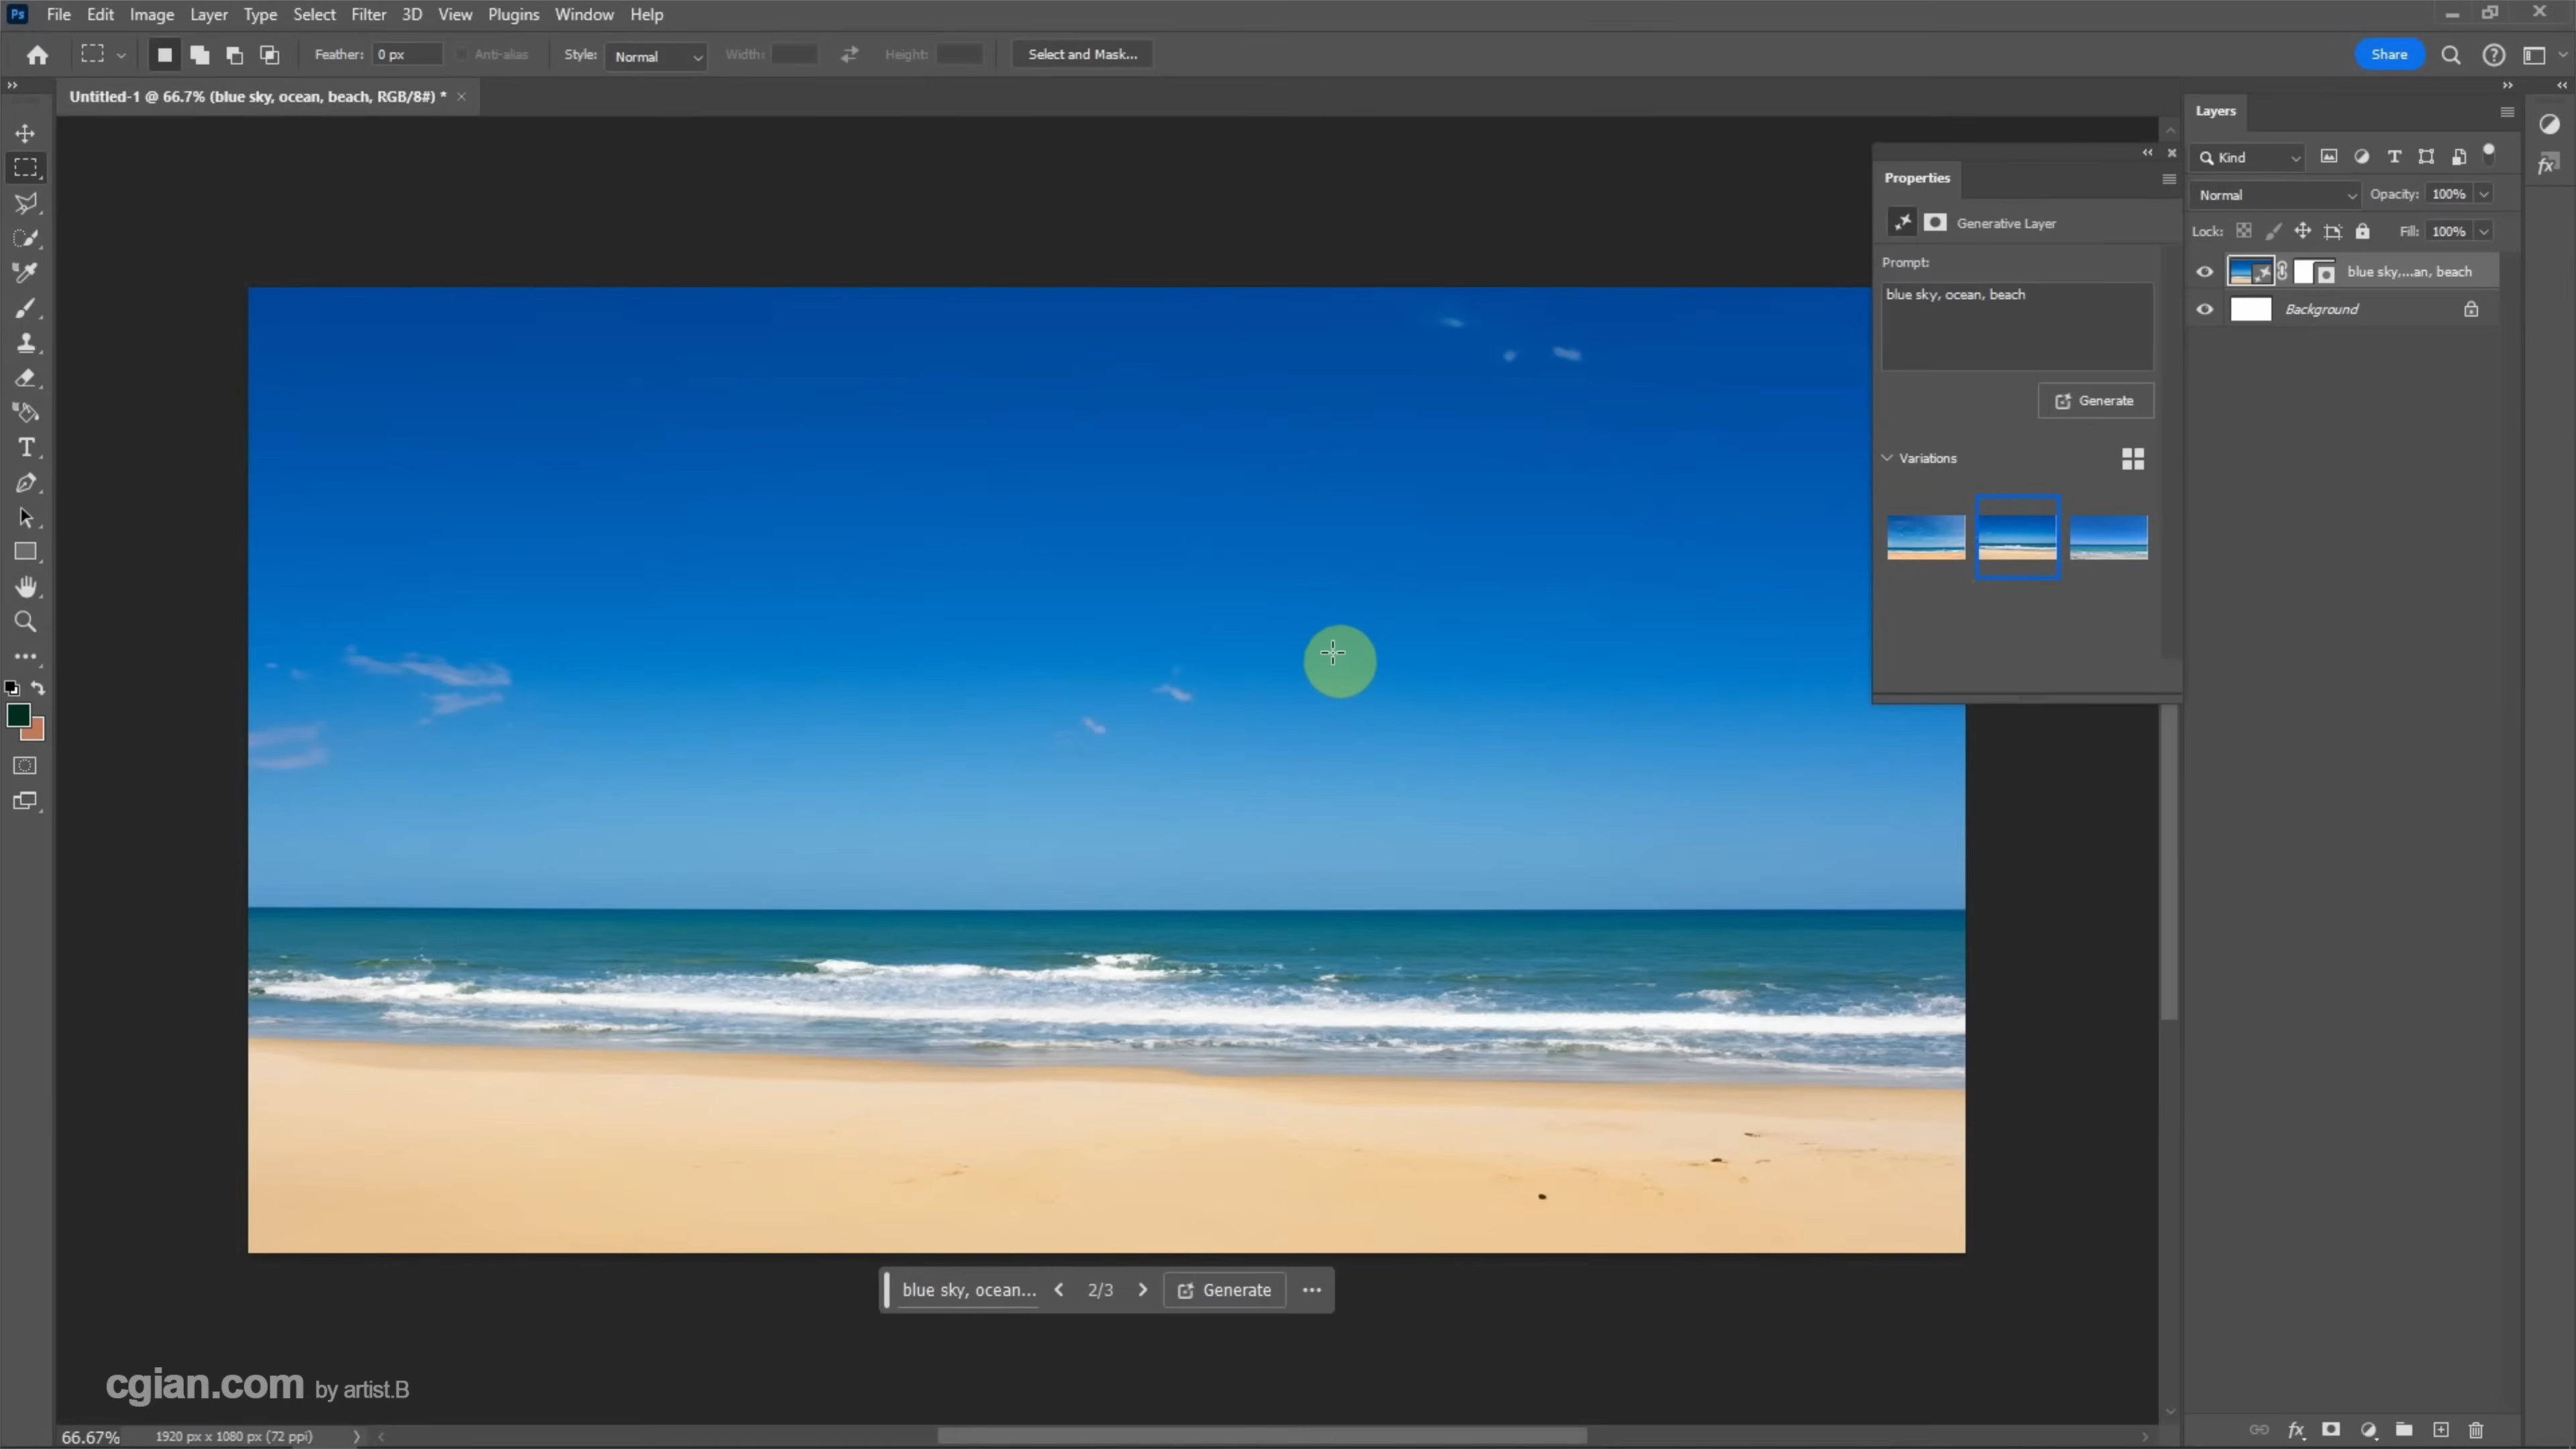 Ps File Edit Image Layer Type Select Filter 3D View Plugins Window Help
Feather: 0 px Anti-alias Style: Normal Width: Height: Select and Mask... Share
Untitled-1 @ 66.7% (blue sky, ocean, beach, RGB/8#) * ×
Layers
Kind
Normal Opacity: 100%
Lock: Fill: 100%
blue sky,...an, beach
Background
Properties
Generative Layer
Prompt:
blue sky, ocean, beach
Generate
Variations
blue sky, ocean... 2/3 Generate
cgian.com by artist.B
66.67% 1920 px x 1080 px (72 ppi)